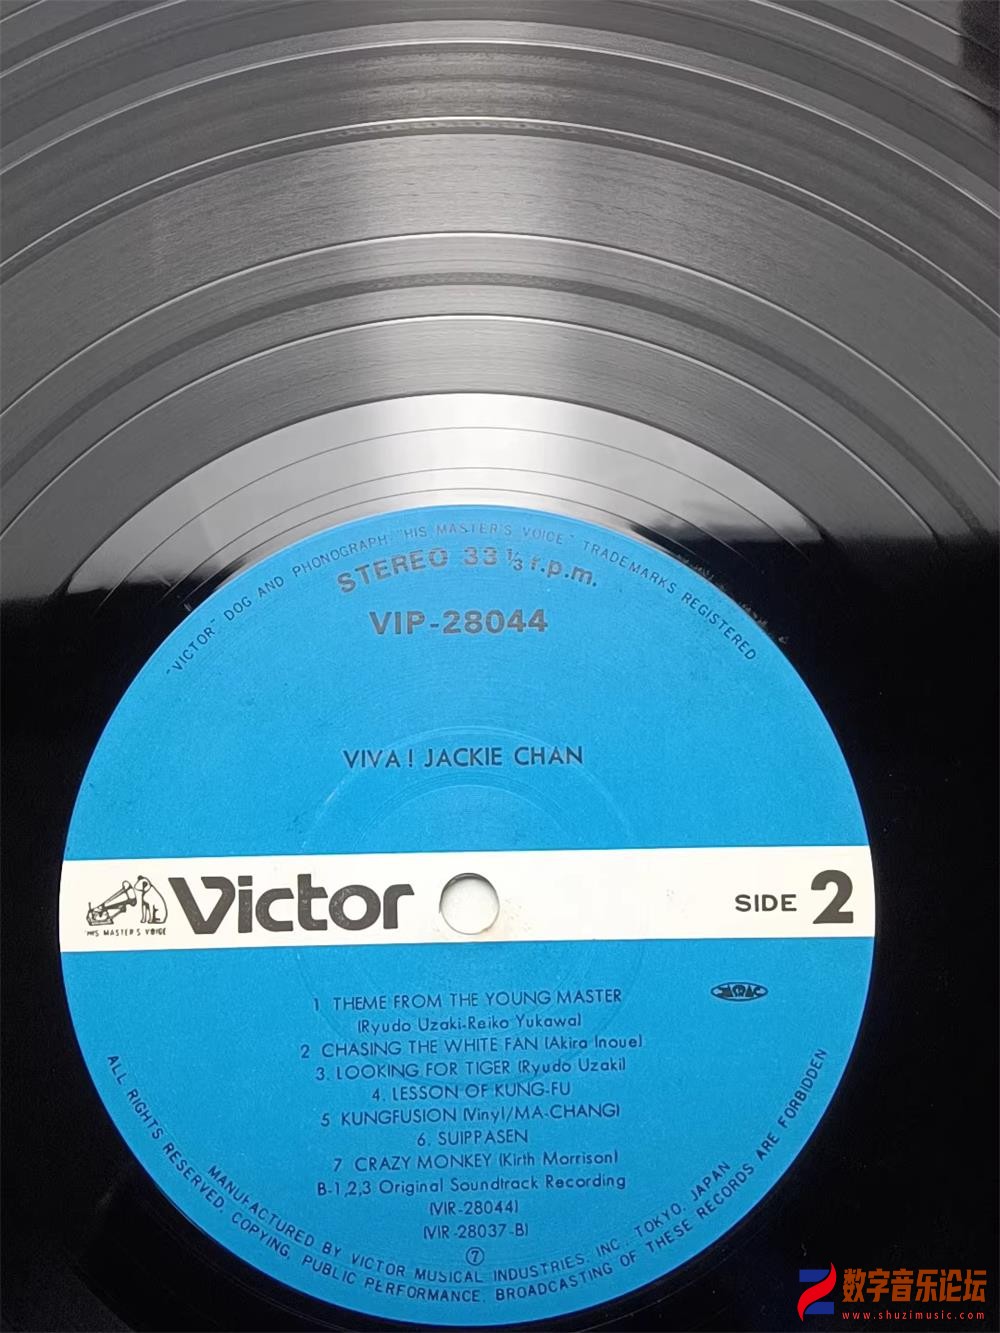 "VICTOR" DOG AND PHONOGRAPH: "HIS MASTER'S VOICE" TRADEMARKS REGISTERED
STEREO 33 1/3 r.p.m.
VIP-28044
VIVA! JACKIE CHAN
"HIS MASTER'S VOICE"
Victor
SIDE 2
JASRAC
1 THEME FROM THE YOUNG MASTER
(Ryudo Uzaki-Reiko Yukawa)
2 CHASING THE WHITE FAN (Akira Inoue)
3. LOOKING FOR TIGER (Ryudo Uzaki)
4. LESSON OF KUNG-FU
5 KUNGFUSION (Vinyl/MA-CHANG)
6. SUIPPASEN
7 CRAZY MONKEY (Kirth Morrison)
B-1,2,3 Original Soundtrack Recording
(VIR-28044)
(VIR-28037-B)
⑦
MANUFACTURED BY VICTOR MUSICAL INDUSTRIES, INC., TOKYO, JAPAN
ALL RIGHTS RESERVED. COPYING, PUBLIC PERFORMANCE, BROADCASTING OF THESE RECORDS ARE FORBIDDEN
数字音乐论坛
www.shuzimusic.com